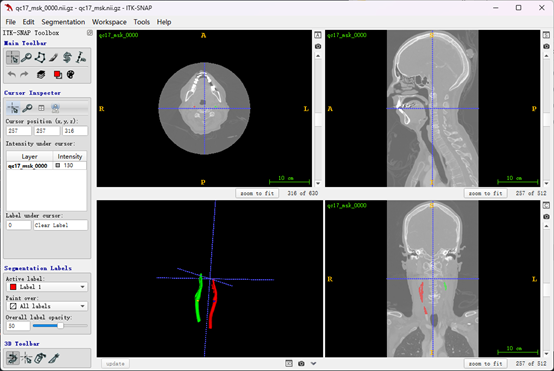 qc17_msk_0000.nii.gz - qc17_msk_0000.nii.gz - ITK-SNAP
File Edit Segmentation Workspace Tools Help
ITK-SNAP Toolbox
Main Toolbar
Cursor Inspector
Cursor position (x,y,z):
257 257 316
Intensity under cursor:
Layer Intensity
qc17_msk_0000 130
Label under cursor:
0 Clear Label
Segmentation Labels
Active label:
Label 1
Paint over:
All labels
Overall label opacity:
50
3D Toolbar
qc17_msk_0000
A
R
L
P
10 cm
zoom to fit 316 of 630
qc17_msk_0000
A
P
10 cm
zoom to fit 257 of 512
update
qc17_msk_0000
R
L
10 cm
zoom to fit 257 of 512